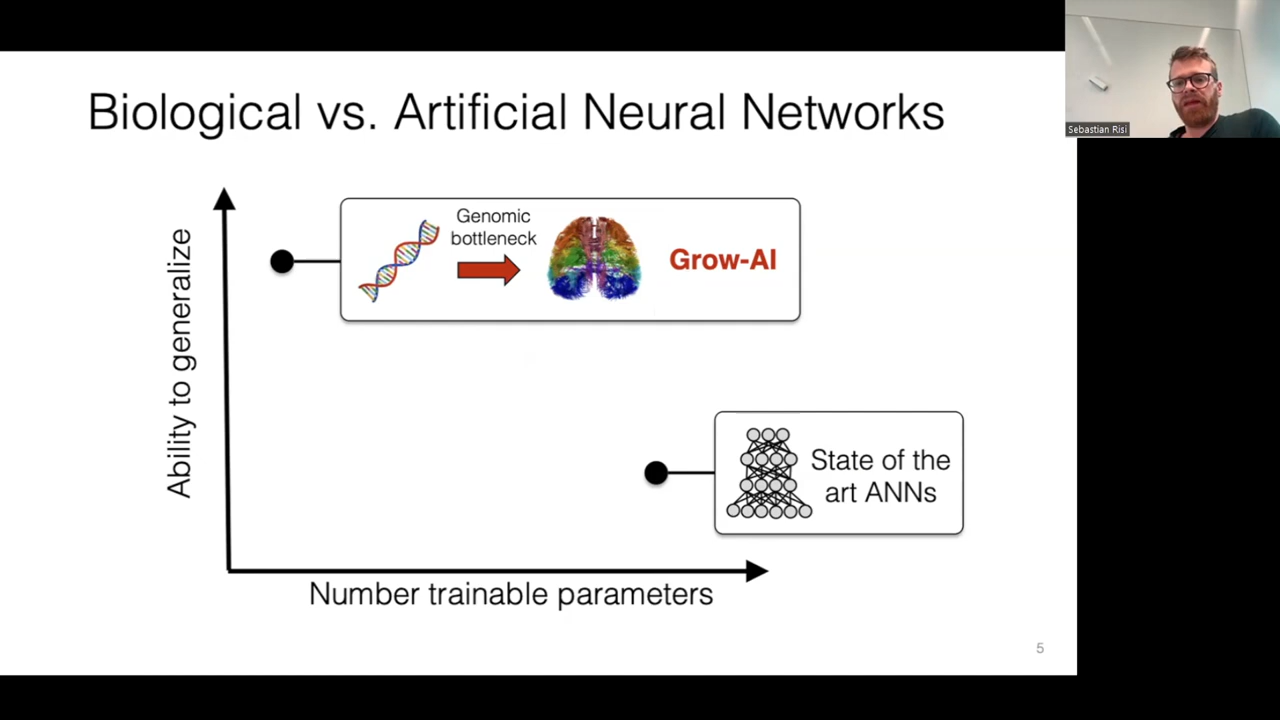 Biological vs. Artificial Neural Networks
Sebastian Risi
Ability to generalize
Genomic
bottleneck
Grow-AI
State of the
art ANNs
Number trainable parameters
5